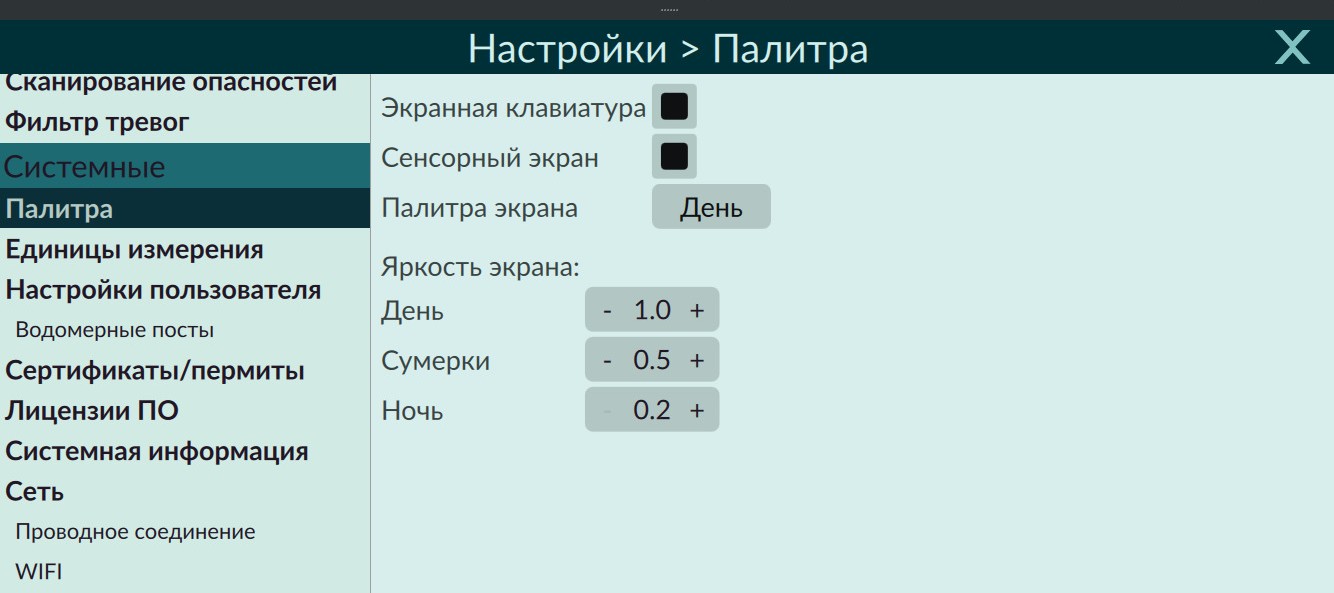 Настройки > Палитра X
Сканирование опасностей
Фильтр тревог
Системные
Палитра
Единицы измерения
Настройки пользователя
Водомерные посты
Сертификаты/пермиты
Лицензии ПО
Системная информация
Сеть
Проводное соединение
WIFI
Экранная клавиатура
Сенсорный экран
Палитра экрана День
Яркость экрана:
День - 1.0 +
Сумерки - 0.5 +
Ночь - 0.2 +